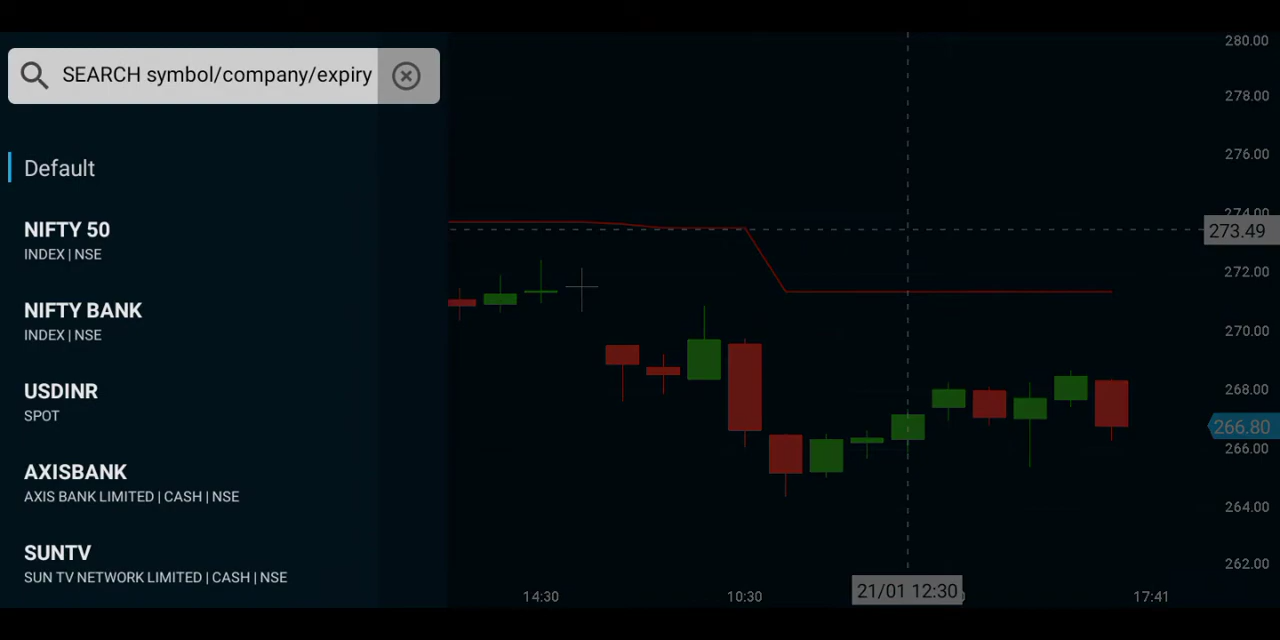 SEARCH symbol/company/expiry
Default
NIFTY 50
INDEX | NSE
NIFTY BANK
INDEX | NSE
USDINR
SPOT
AXISBANK
AXIS BANK LIMITED | CASH | NSE
SUNTV
SUN TV NETWORK LIMITED | CASH | NSE
280.00
278.00
276.00
274.00
273.49
272.00
270.00
268.00
266.80
266.00
264.00
262.00
14:30
10:30
21/01 12:30
17:41